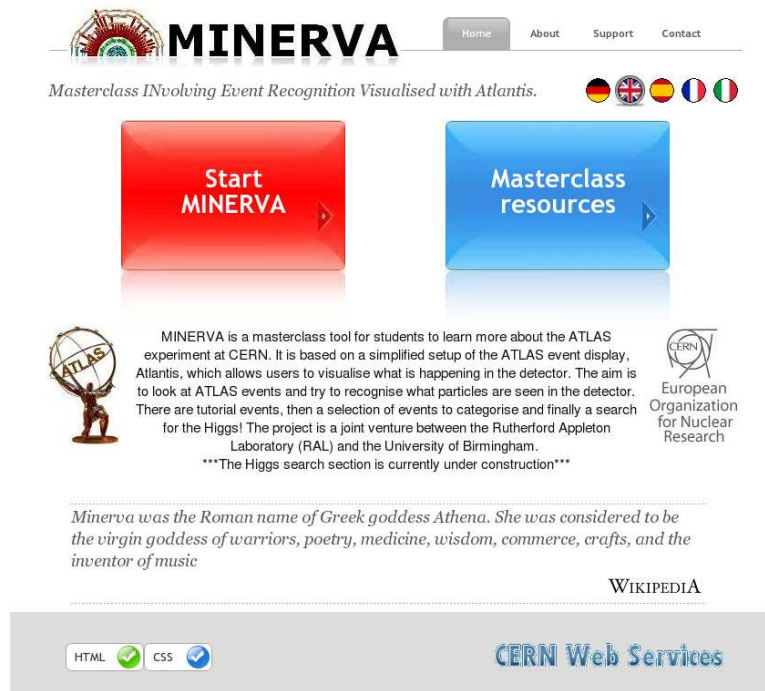 MINERVA
Home About Support Contact
Masterclass INvolving Event Recognition Visualised with Atlantis.
Start
MINERVA
Masterclass
resources
ATLAS
MINERVA is a masterclass tool for students to learn more about the ATLAS
experiment at CERN. It is based on a simplified setup of the ATLAS event display,
Atlantis, which allows users to visualise what is happening in the detector. The aim is
to look at ATLAS events and try to recognise what particles are seen in the detector.
There are tutorial events, then a selection of events to categorise and finally a search
for the Higgs! The project is a joint venture between the Rutherford Appleton
Laboratory (RAL) and the University of Birmingham.
***The Higgs search section is currently under construction***
CERN
European
Organization
for Nuclear
Research
Minerva was the Roman name of Greek goddess Athena. She was considered to be
the virgin goddess of warriors, poetry, medicine, wisdom, commerce, crafts, and the
inventor of music
WIKIPEDIA
HTML CSS
CERN Web Services